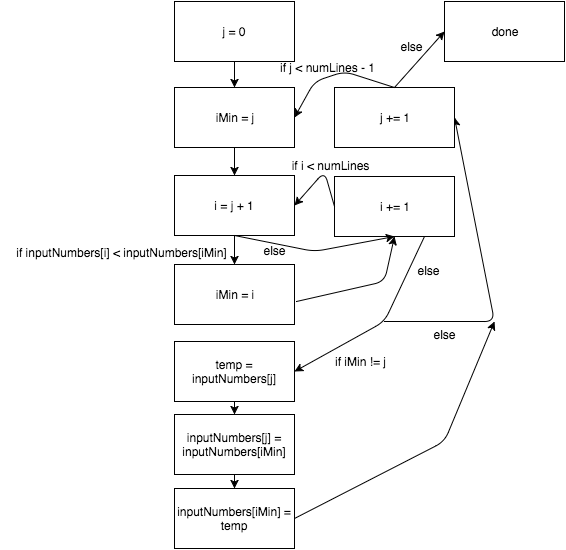 j = 0
done
else
if j < numLines - 1
iMin = j
j += 1
if i < numLines
i = j + 1
i += 1
if inputNumbers[i] < inputNumbers[iMin]
else
else
iMin = i
else
temp =
inputNumbers[j]
if iMin != j
inputNumbers[j] =
inputNumbers[iMin]
inputNumbers[iMin] =
temp